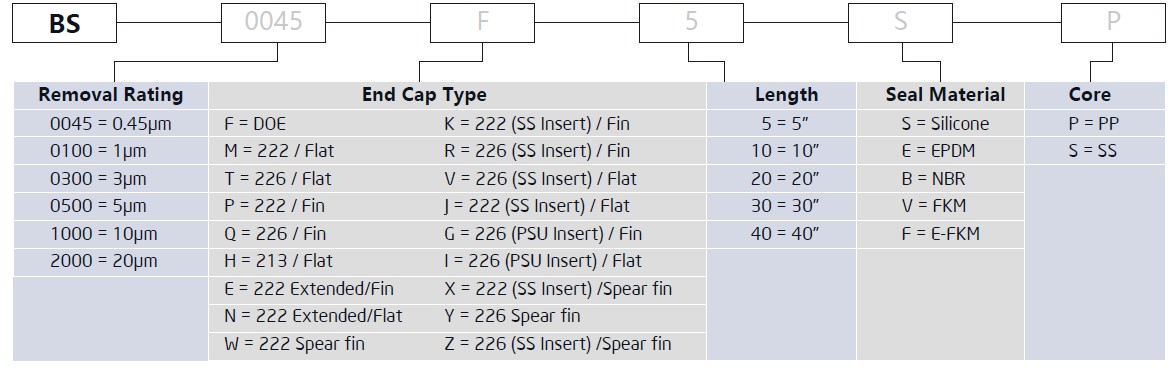 BS 0045 F 5 S P
Removal Rating End Cap Type Length Seal Material Core
0045 = 0.45µm F = DOE K = 222 (SS Insert) / Fin 5 = 5” S = Silicone P = PP
0100 = 1µm M = 222 / Flat R = 226 (SS Insert) / Fin 10 = 10” E = EPDM S = SS
0300 = 3µm T = 226 / Flat V = 226 (SS Insert) / Flat 20 = 20” B = NBR
0500 = 5µm P = 222 / Fin J = 222 (SS Insert) / Flat 30 = 30” V = FKM
1000 = 10µm Q = 226 / Fin G = 226 (PSU Insert) / Fin 40 = 40” F = E-FKM
2000 = 20µm H = 213 / Flat I = 226 (PSU Insert) / Flat
E = 222 Extended/Fin X = 222 (SS Insert) /Spear fin
N = 222 Extended/Flat Y = 226 Spear fin
W = 222 Spear fin Z = 226 (SS Insert) /Spear fin